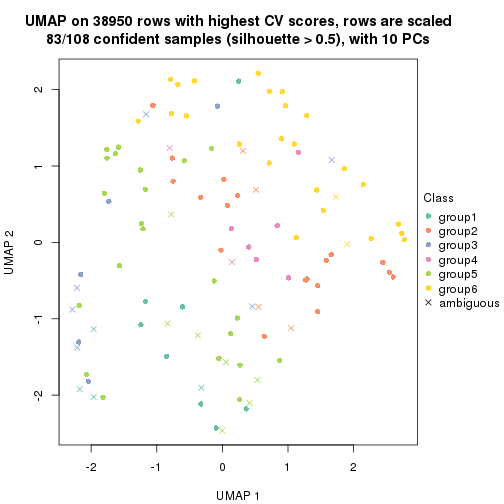 UMAP on 38950 rows with highest CV scores, rows are scaled
83/108 confident samples (silhouette > 0.5), with 10 PCs
2
1
0
-1
-2
UMAP 2
-2
-1
0
1
2
UMAP 1
Class
group1
group2
group3
group4
group5
group6
ambiguous